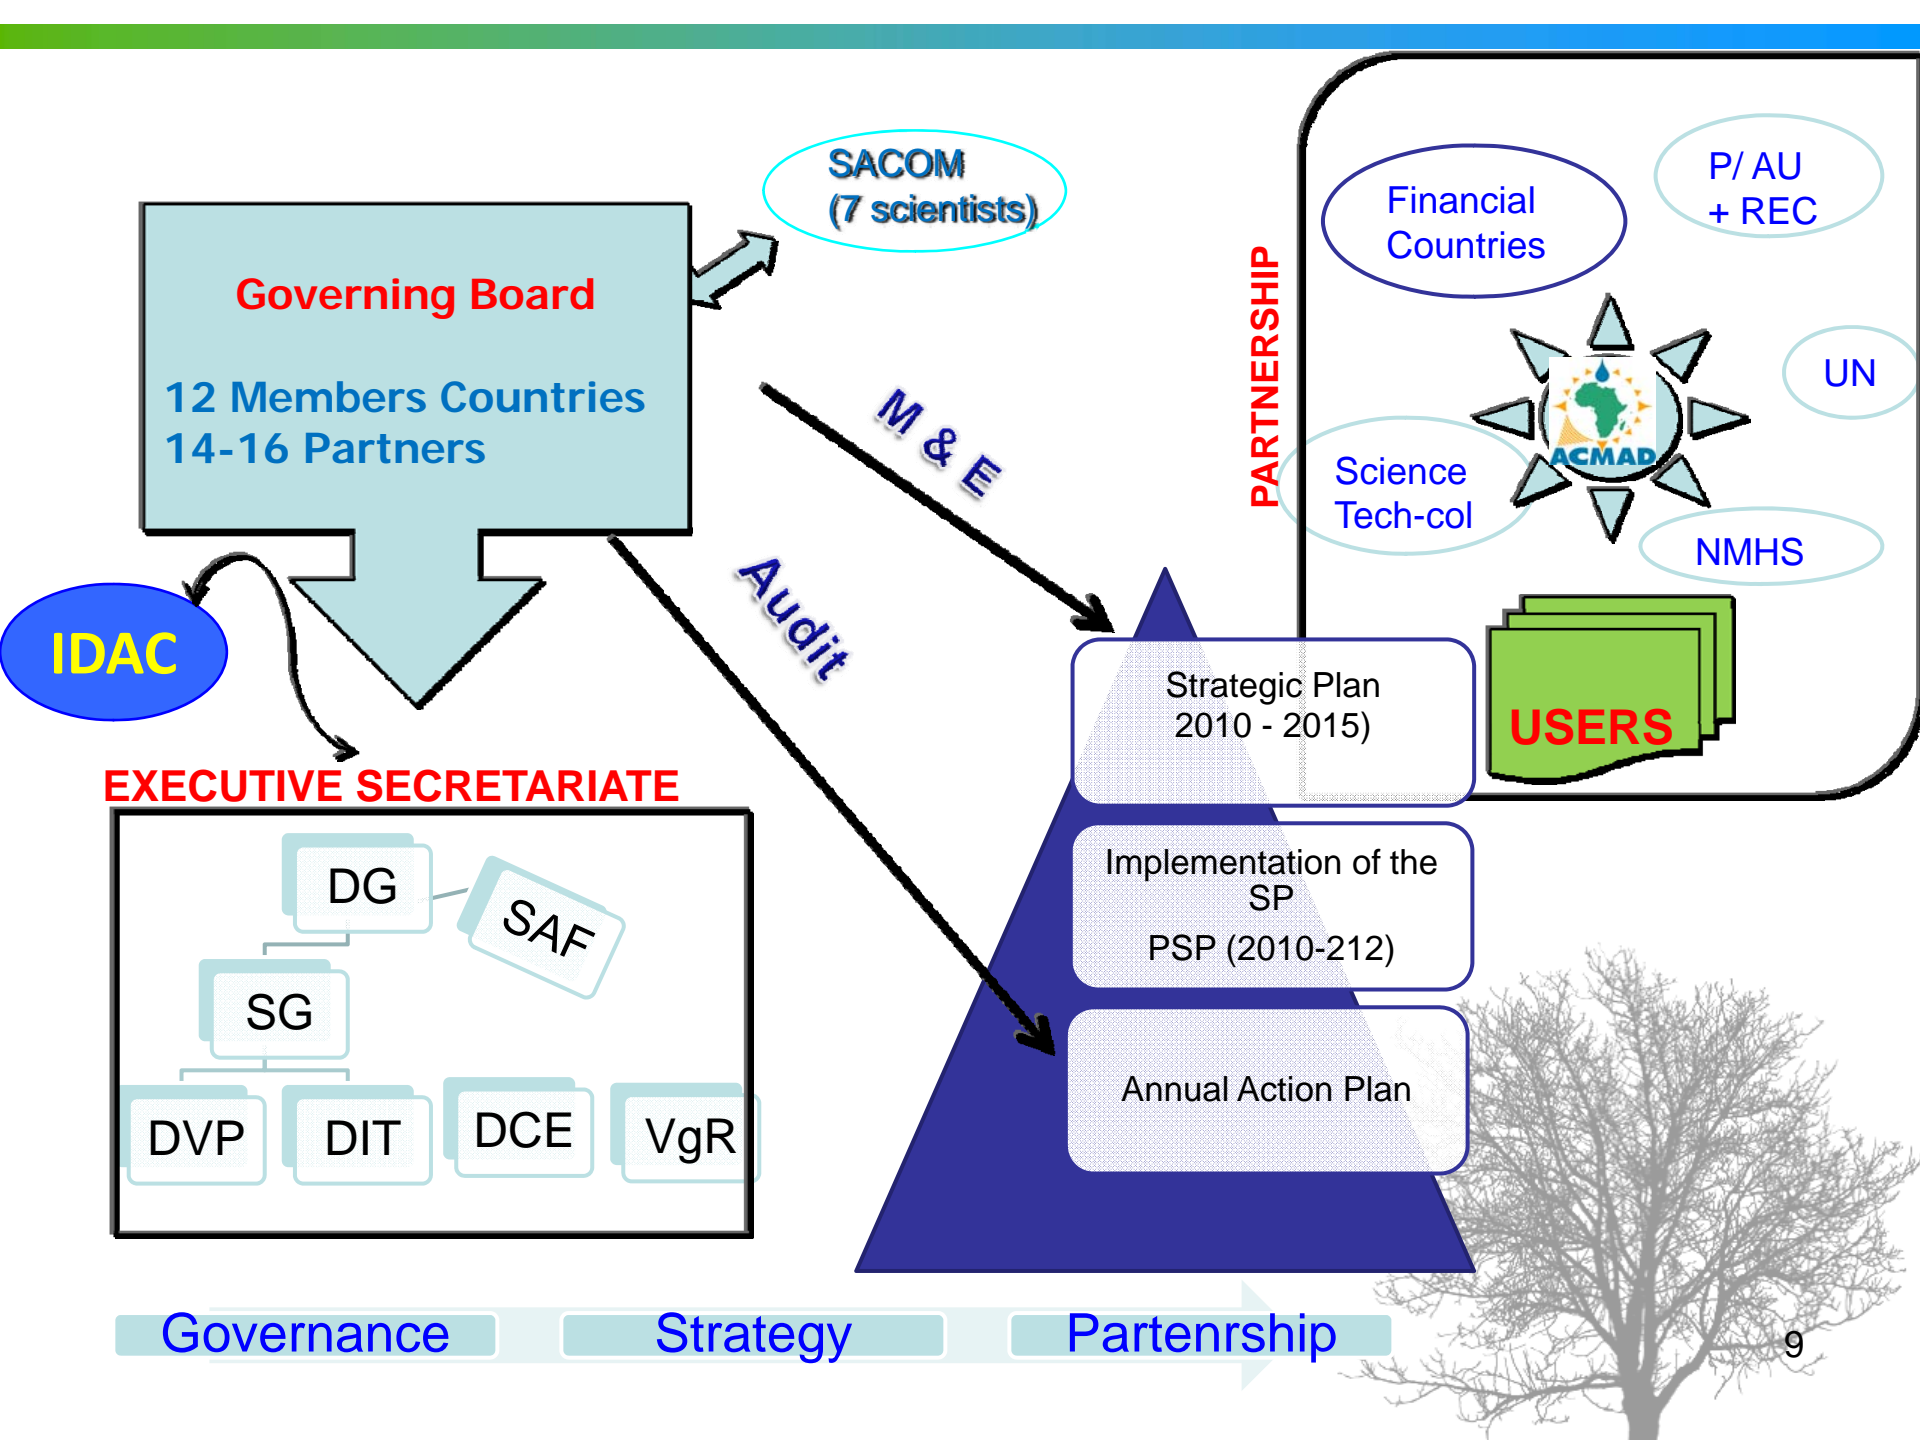 SACOM
(7 scientists)
Governing Board
12 Members Countries
14-16 Partners
IDAC
M & E
Audit
EXECUTIVE SECRETARIATE
DG
SAF
SG
DVP
DIT
DCE
VgR
Strategic Plan
2010 - 2015)
Implementation of the
SP
PSP (2010-212)
Annual Action Plan
PARTNERSHIP
Financial
Countries
P/ AU
+ REC
UN
ACMAD
Science
Tech-col
NMHS
USERS
Governance
Strategy
Partenrship
9